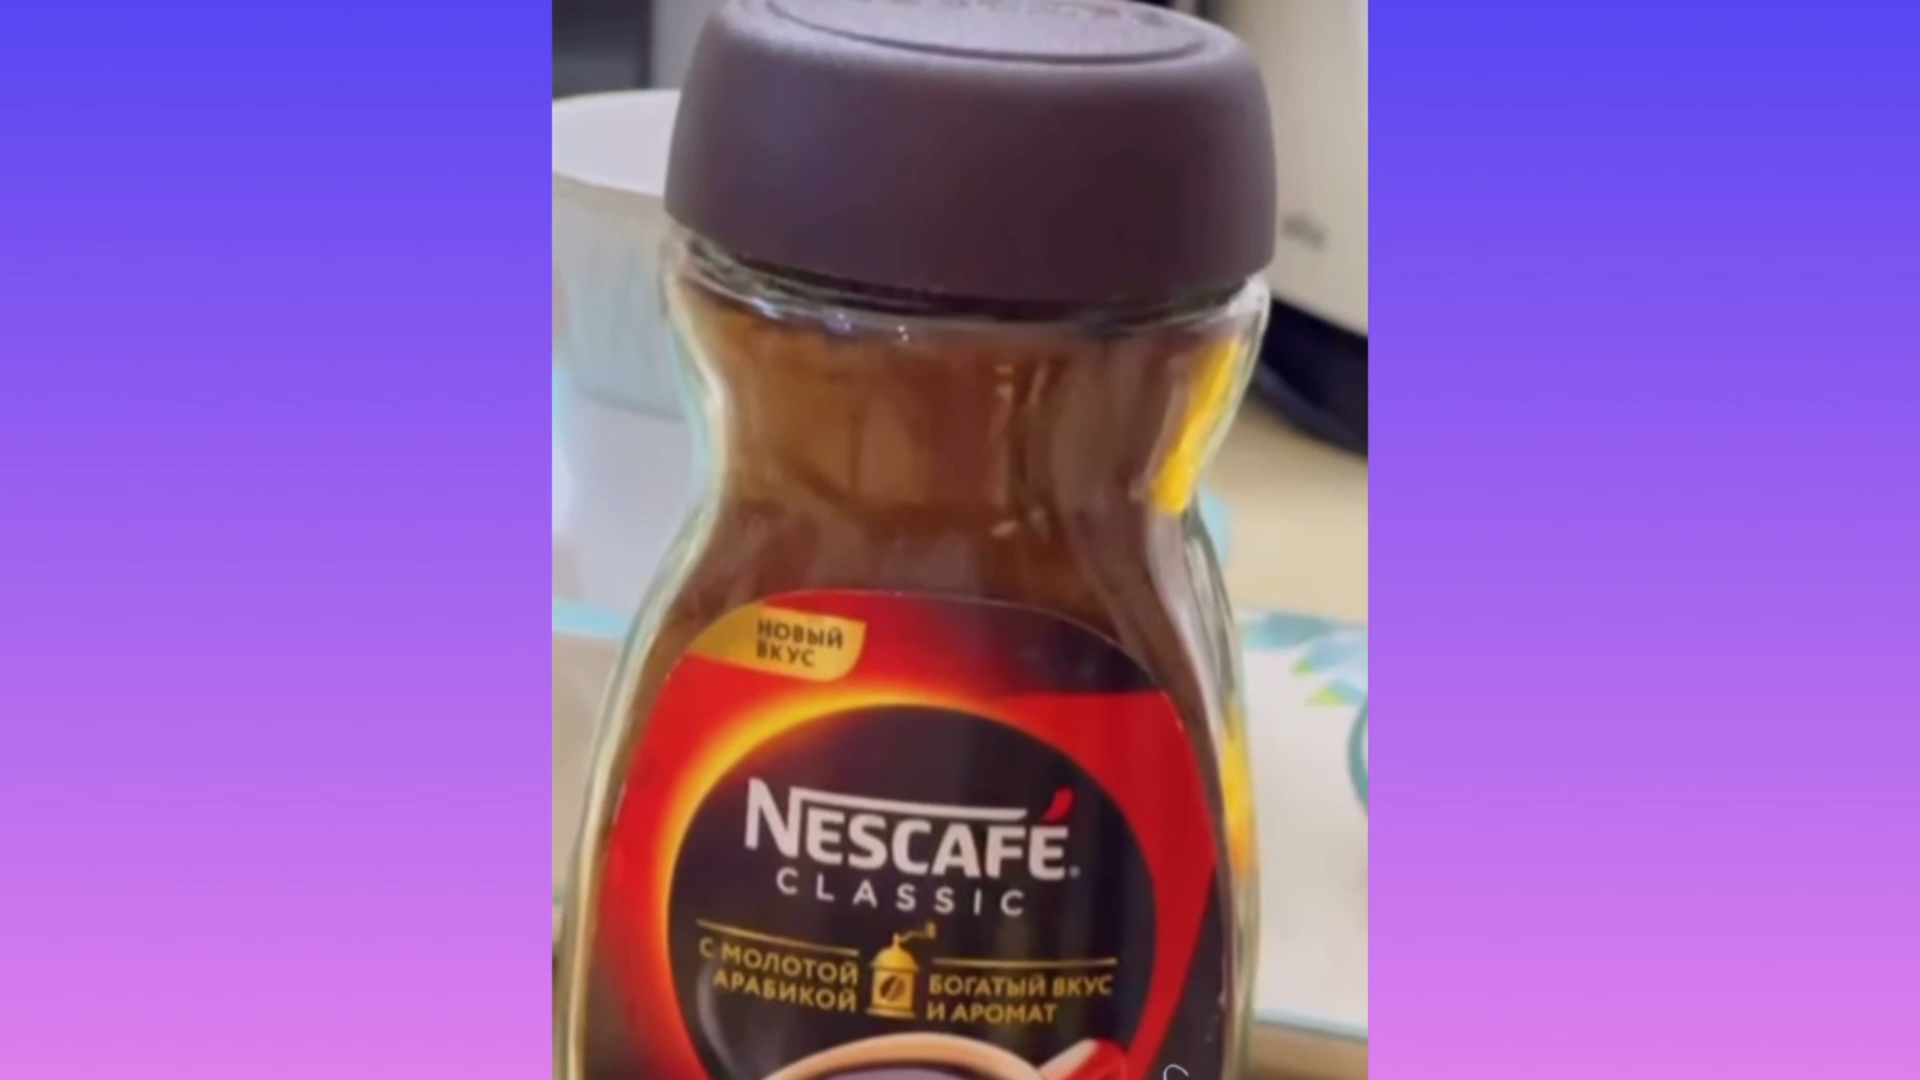 НОВЫЙ
ВКУС
NESCAFÉ
CLASSIC
С МОЛОТОЙ
АРАБИКОЙ
БОГАТЫЙ ВКУС
И АРОМАТ